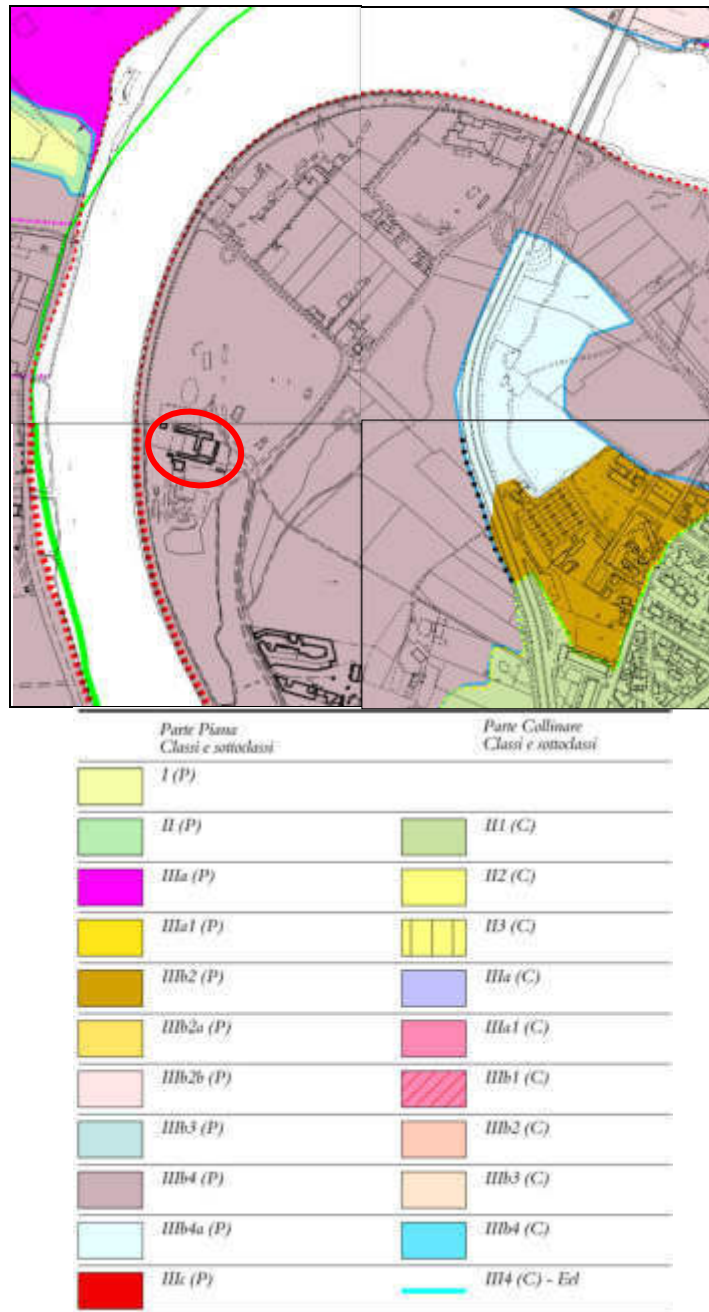 Parte Piana
Classi e sottoclassi
Parte Collinare
Classi e sottoclassi
I (P)
II (P)
II1 (C)
IIIa (P)
II2 (C)
IIIa1 (P)
II3 (C)
IIIb2 (P)
IIIa (C)
IIIb2a (P)
IIIa1 (C)
IIIb2b (P)
IIIb1 (C)
IIIb3 (P)
IIIb2 (C)
IIIb4 (P)
IIIb3 (C)
IIIb4a (P)
IIIb4 (C)
IIIc (P)
III4 (C) - Eel